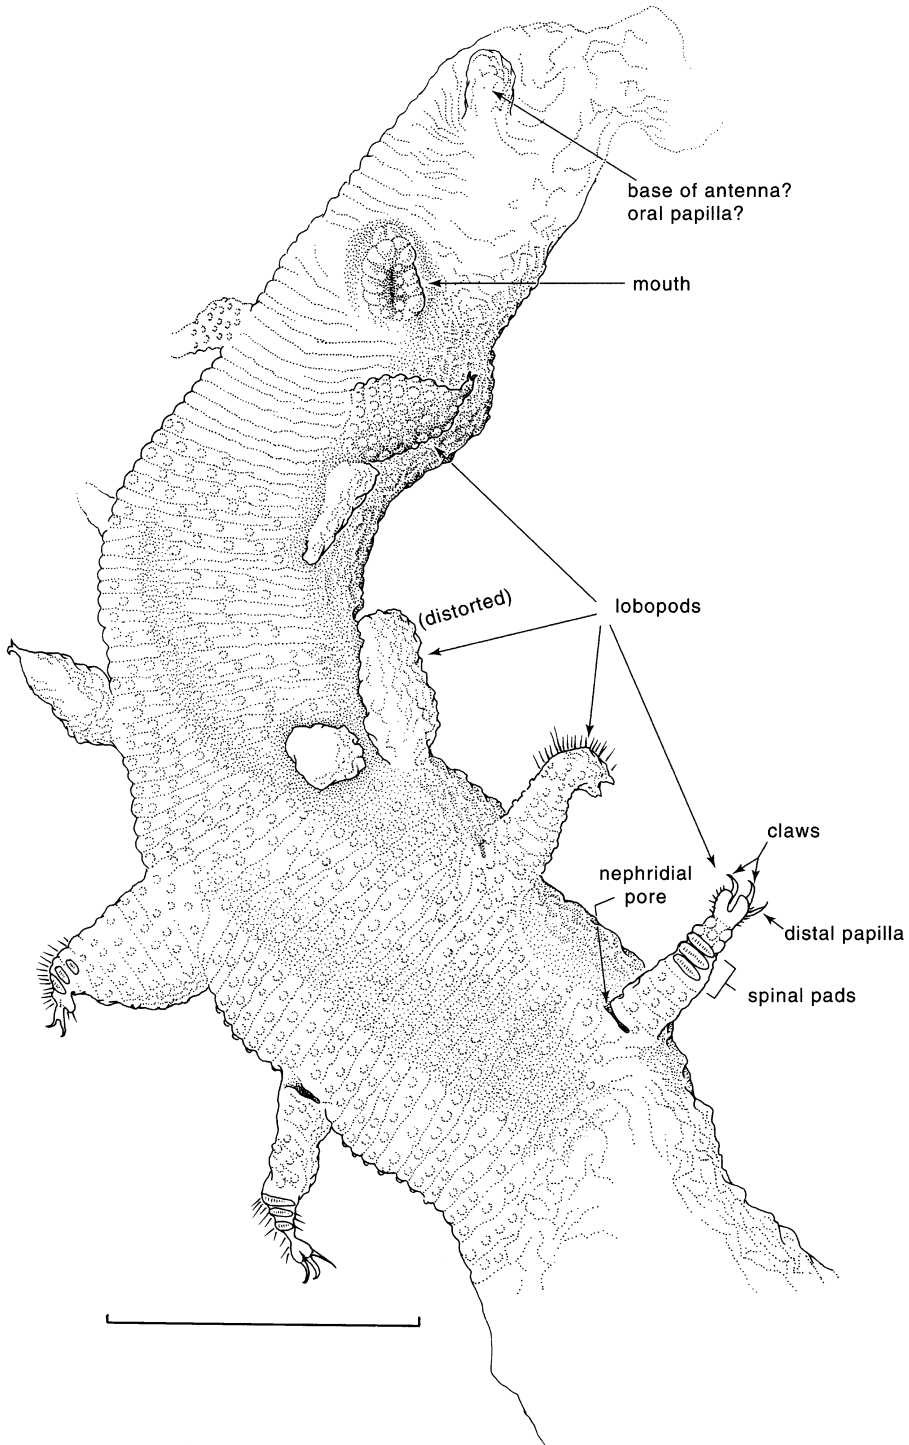 base of antenna?
oral papilla?
mouth
(distorted)
lobopods
claws
nephridial
pore
distal papilla
spinal pads